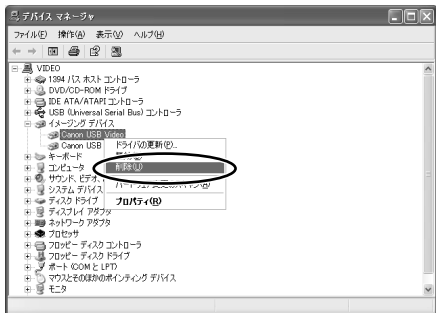 デバイス マネージャ
ファイル(F) 操作(A) 表示(V) ヘルプ(H)
VIDEO
1394 バス ホスト コントローラ
DVD/CD-ROM ドライブ
IDE ATA/ATAPI コントローラ
USB (Universal Serial Bus) コントローラ
イメージング デバイス
Canon USB Video
Canon USB
ドライバの更新(P)...
削除(U)
プロパティ(R)
キーボード
コンピュータ
サウンド、ビデオ、
システム デバイス
ディスク ドライブ
ディスプレイ アダプタ
ネットワーク アダプタ
プロセッサ
フロッピー ディスク コントローラ
フロッピー ディスク ドライブ
ポート (COM と LPT)
マウスとそのほかのポインティング デバイス
モニタ